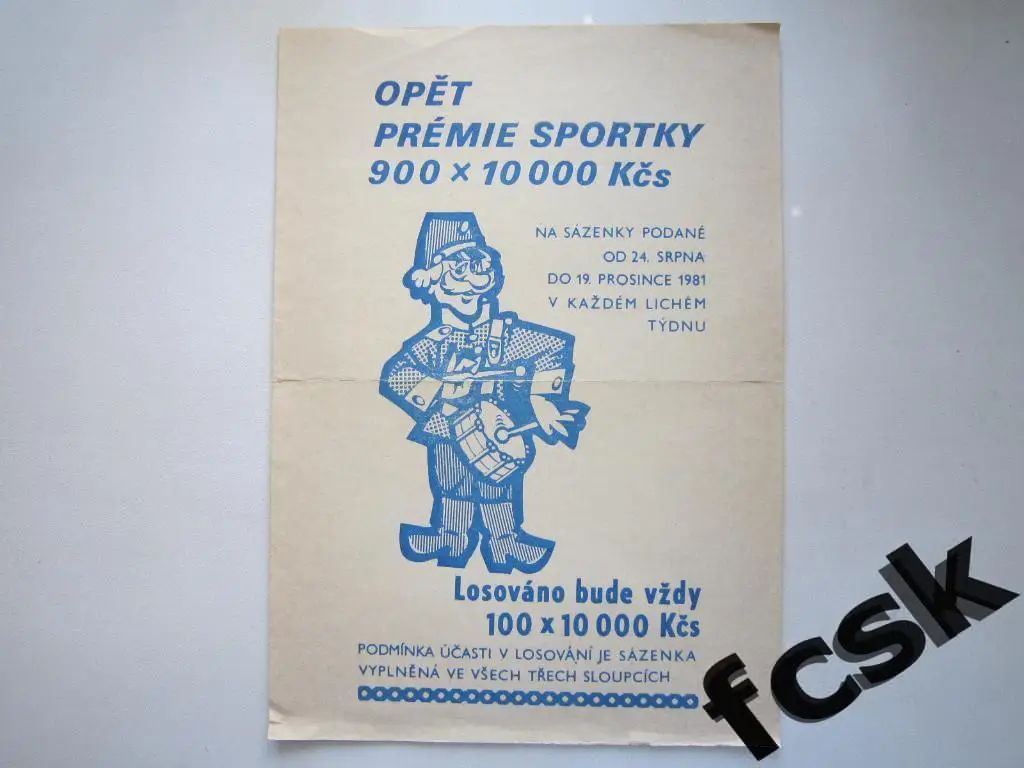 OPĚT
PRÉMIE SPORTKY
900 × 10 000 Kčs
NA SÁZENKY PODANÉ
OD 24. SRPNA
DO 19. PROSINCE 1981
V KAŽDÉM LICHÉM
TÝDNU
Losováno bude vždy
100 x 10 000 Kčs
PODMÍNKA ÚČASTI V LOSOVÁNÍ JE SÁZENKA
VYPLNĚNÁ VE VŠECH TŘECH SLOUPCÍCH
fcsk